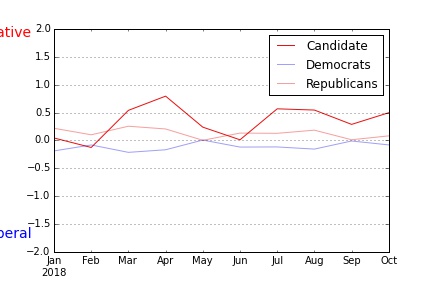 ative
Candidate
Democrats
Republicans
2.0
1.5
1.0
0.5
0.0
−0.5
−1.0
−1.5
−2.0
beral
Jan Feb Mar Apr May Jun Jul Aug Sep Oct
2018